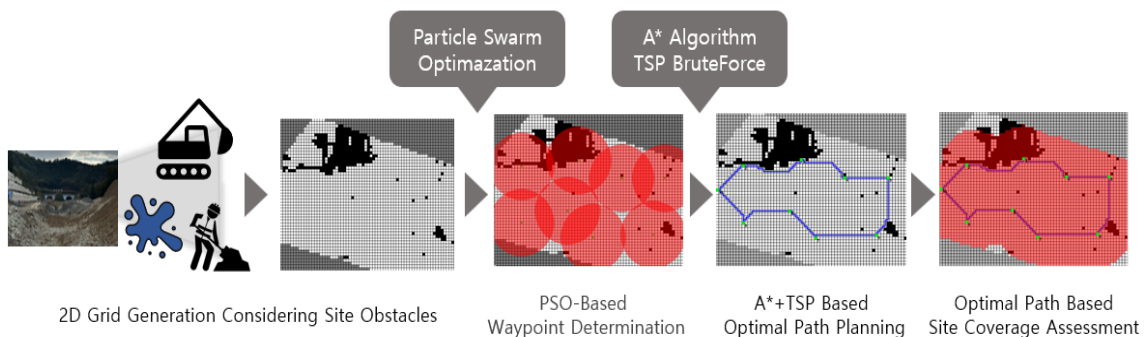 Particle Swarm
Optimazation
A* Algorithm
TSP BruteForce
2D Grid Generation Considering Site Obstacles
PSO-Based
Waypoint Determination
A*+TSP Based
Optimal Path Planning
Optimal Path Based
Site Coverage Assessment